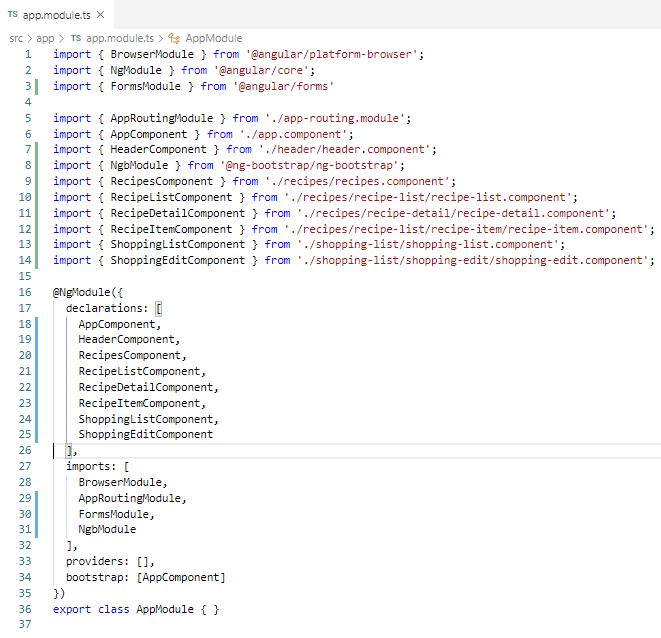 TS app.module.ts ×
src > app > TS app.module.ts > AppModule
1 import { BrowserModule } from '@angular/platform-browser';
2 import { NgModule } from '@angular/core';
3 import { FormsModule } from '@angular/forms'
4
5 import { AppRoutingModule } from './app-routing.module';
6 import { AppComponent } from './app.component';
7 import { HeaderComponent } from './header/header.component';
8 import { NgbModule } from '@ng-bootstrap/ng-bootstrap';
9 import { RecipesComponent } from './recipes/recipes.component';
10 import { RecipeListComponent } from './recipes/recipe-list/recipe-list.component';
11 import { RecipeDetailComponent } from './recipes/recipe-detail/recipe-detail.component';
12 import { RecipeItemComponent } from './recipes/recipe-list/recipe-item/recipe-item.component';
13 import { ShoppingListComponent } from './shopping-list/shopping-list.component';
14 import { ShoppingEditComponent } from './shopping-list/shopping-edit/shopping-edit.component';
15
16 @NgModule({
17   declarations: [
18     AppComponent,
19     HeaderComponent,
20     RecipesComponent,
21     RecipeListComponent,
22     RecipeDetailComponent,
23     RecipeItemComponent,
24     ShoppingListComponent,
25     ShoppingEditComponent
26   ],
27   imports: [
28     BrowserModule,
29     AppRoutingModule,
30     FormsModule,
31     NgbModule
32   ],
33   providers: [],
34   bootstrap: [AppComponent]
35 })
36 export class AppModule { }
37